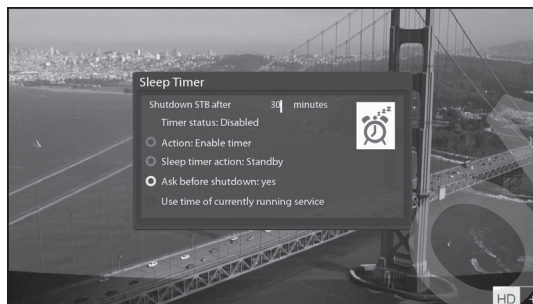 Sleep Timer
Shutdown STB after 30 minutes
Timer status: Disabled
Action: Enable timer
Sleep timer action: Standby
Ask before shutdown: yes
Use time of currently running service
z z z
HD